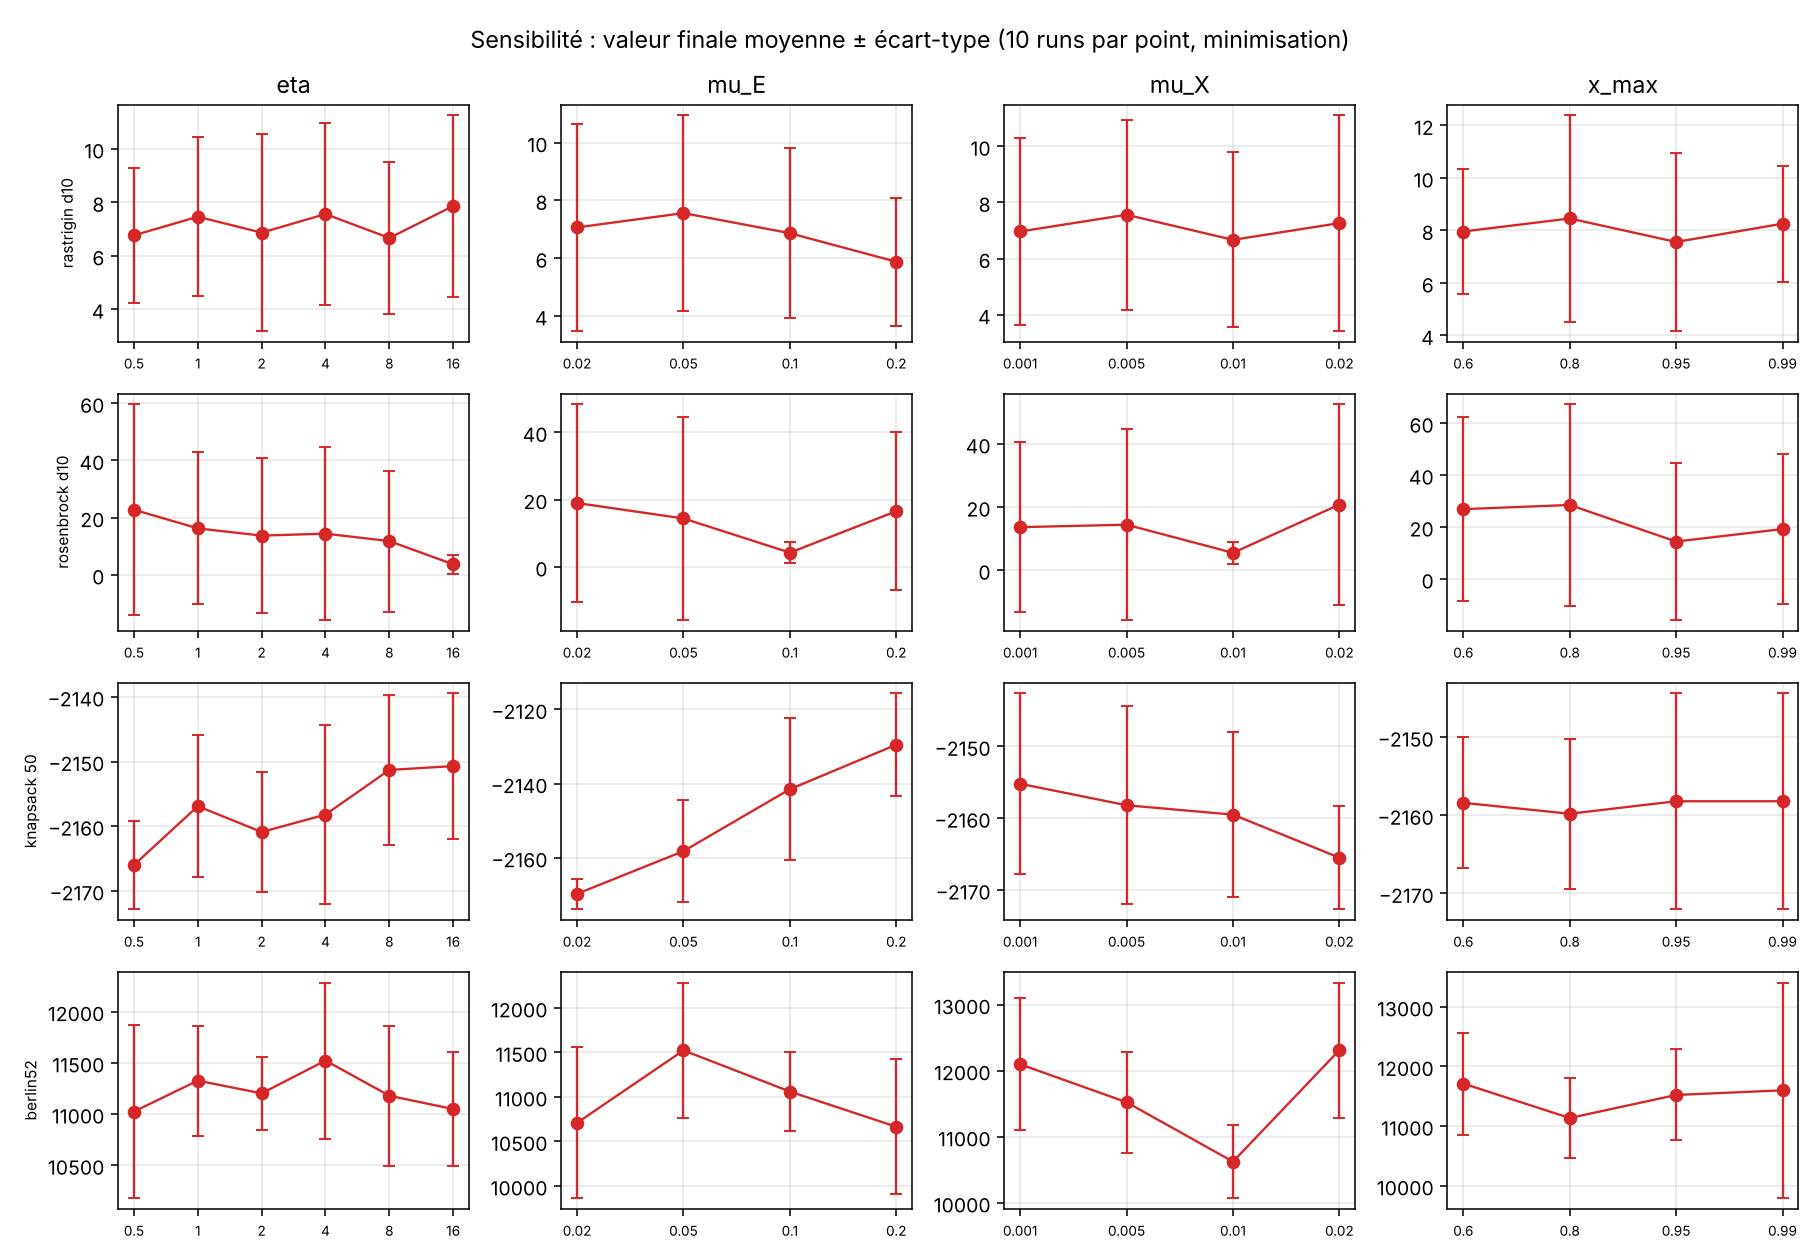 Sensibilité : valeur finale moyenne ± écart-type (10 runs par point, minimisation)
eta mu_E mu_X x_max
rastrigin d10
10 8 6 4
10 8 6 4
10 8 6 4
12 10 8 6 4
0.5 1 2 4 8 16
0.02 0.05 0.1 0.2
0.001 0.005 0.01 0.02
0.6 0.8 0.95 0.99
rosenbrock d10
60 40 20 0
40 20 0
40 20 0
60 40 20 0
0.5 1 2 4 8 16
0.02 0.05 0.1 0.2
0.001 0.005 0.01 0.02
0.6 0.8 0.95 0.99
knapsack 50
−2140 −2150 −2160 −2170
−2120 −2140 −2160
−2150 −2160 −2170
−2150 −2160 −2170
0.5 1 2 4 8 16
0.02 0.05 0.1 0.2
0.001 0.005 0.01 0.02
0.6 0.8 0.95 0.99
berlin52
12000 11500 11000 10500
12000 11500 11000 10500 10000
13000 12000 11000 10000
13000 12000 11000 10000
0.5 1 2 4 8 16
0.02 0.05 0.1 0.2
0.001 0.005 0.01 0.02
0.6 0.8 0.95 0.99